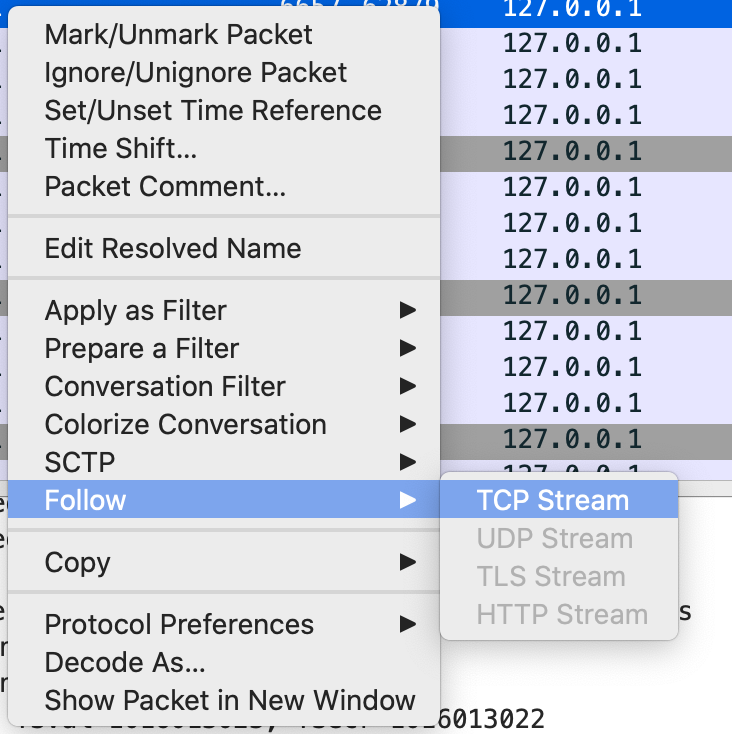 127.0.0.1
Mark/Unmark Packet
127.0.0.1
Ignore/Unignore Packet
127.0.0.1
Set/Unset Time Reference
127.0.0.1
Time Shift...
127.0.0.1
Packet Comment...
127.0.0.1
127.0.0.1
Edit Resolved Name
127.0.0.1
Apply as Filter
127.0.0.1
Prepare a Filter
127.0.0.1
Conversation Filter
127.0.0.1
Colorize Conversation
127.0.0.1
SCTP
127.0.0.1
Follow
TCP Stream
UDP Stream
Copy
TLS Stream
HTTP Stream
Protocol Preferences
Decode As...
Show Packet in New Window